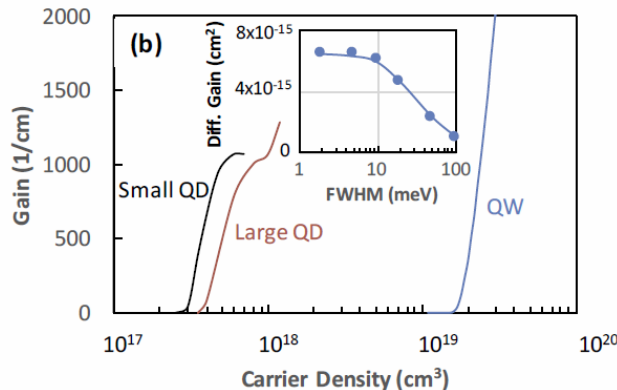 (b)
Gain (1/cm)
2000
1500
1000
500
0
Small QD
Large QD
QW
10¹⁷
10¹⁸
10¹⁹
10²⁰
Carrier Density (cm³)
Diff. Gain (cm²)
8x10⁻¹⁵
4x10⁻¹⁵
0
1
10
100
FWHM (meV)